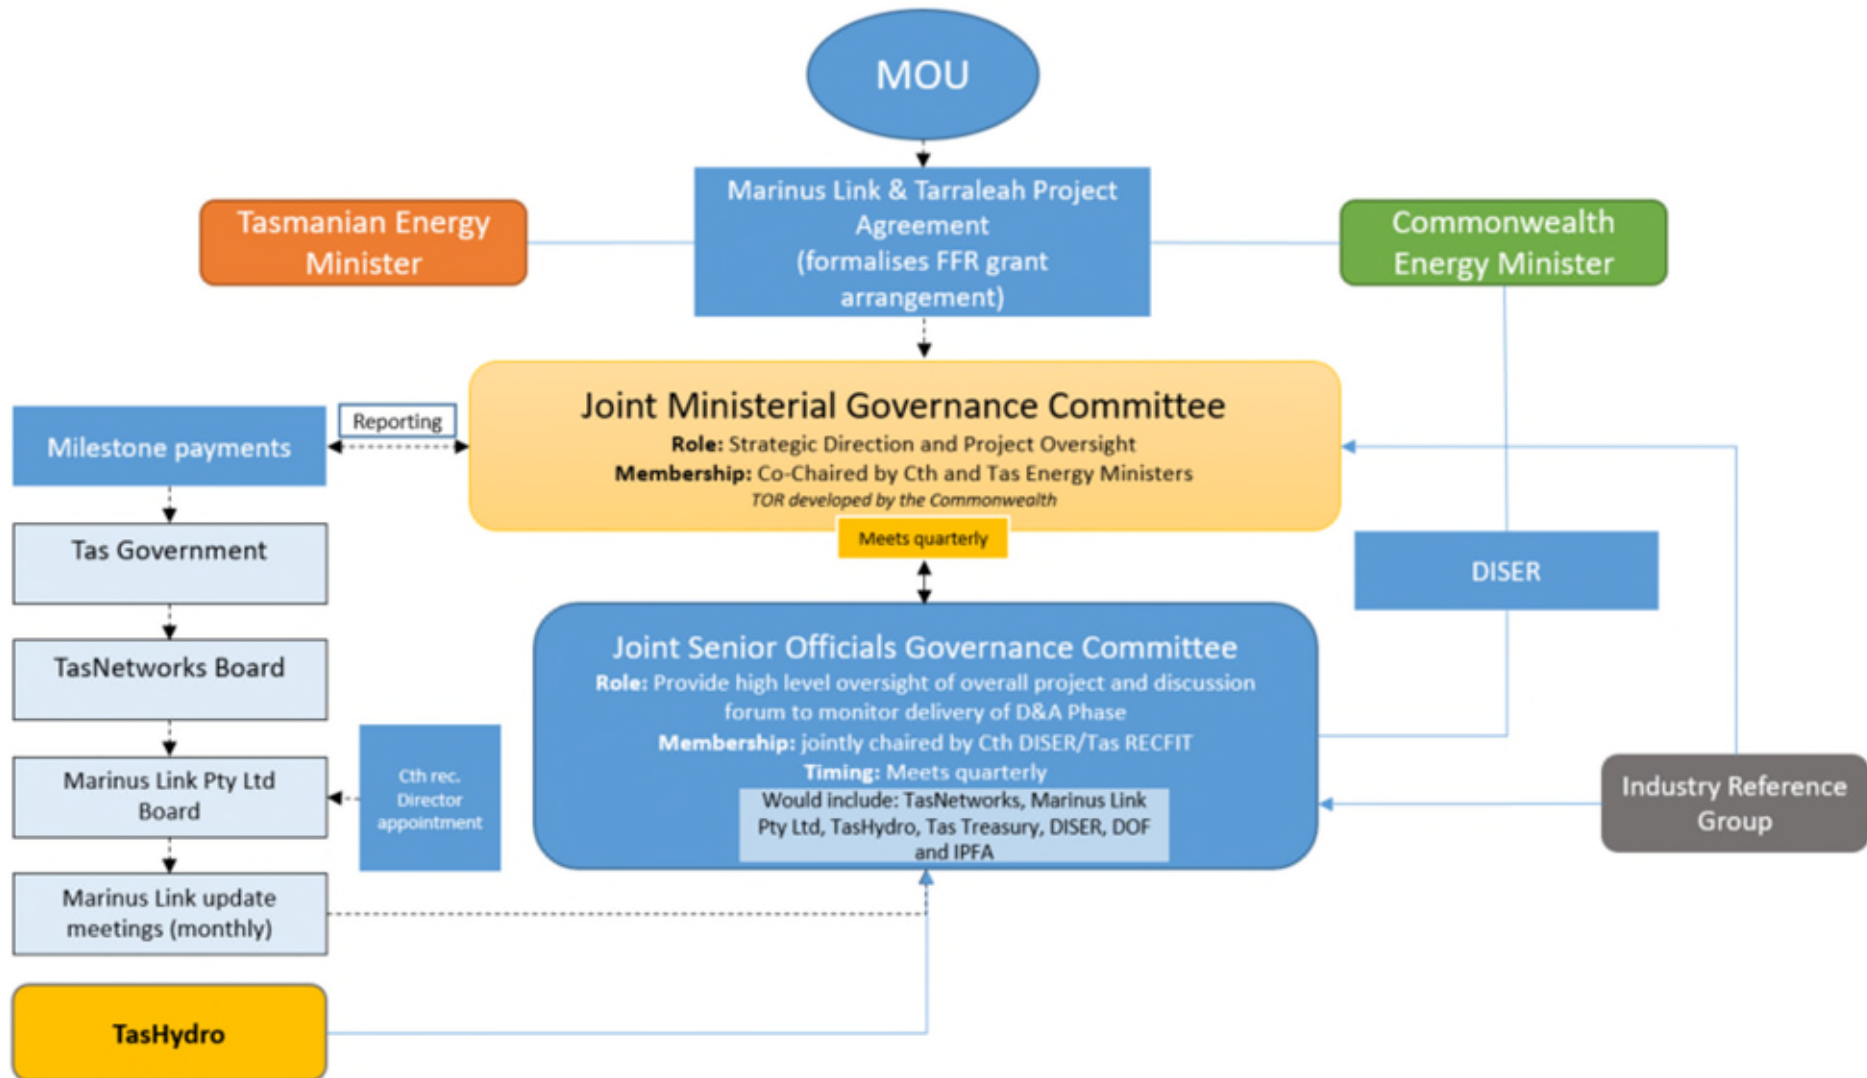 MOU
Marinus Link & Tarraleah Project
Agreement
(formalises FFR grant
arrangement)
Tasmanian Energy
Minister
Commonwealth
Energy Minister
Joint Ministerial Governance Committee
Role: Strategic Direction and Project Oversight
Membership: Co-Chaired by Cth and Tas Energy Ministers
TOR developed by the Commonwealth
Meets quarterly
Reporting
Milestone payments
Tas Government
TasNetworks Board
Marinus Link Pty Ltd
Board
Cth rec.
Director
appointment
Marinus Link update
meetings (monthly)
TasHydro
DISER
Joint Senior Officials Governance Committee
Role: Provide high level oversight of overall project and discussion
forum to monitor delivery of D&A Phase
Membership: jointly chaired by Cth DISER/Tas RECFIT
Timing: Meets quarterly
Would include: TasNetworks, Marinus Link
Pty Ltd, TasHydro, Tas Treasury, DISER, DOF
and IPFA
Industry Reference
Group